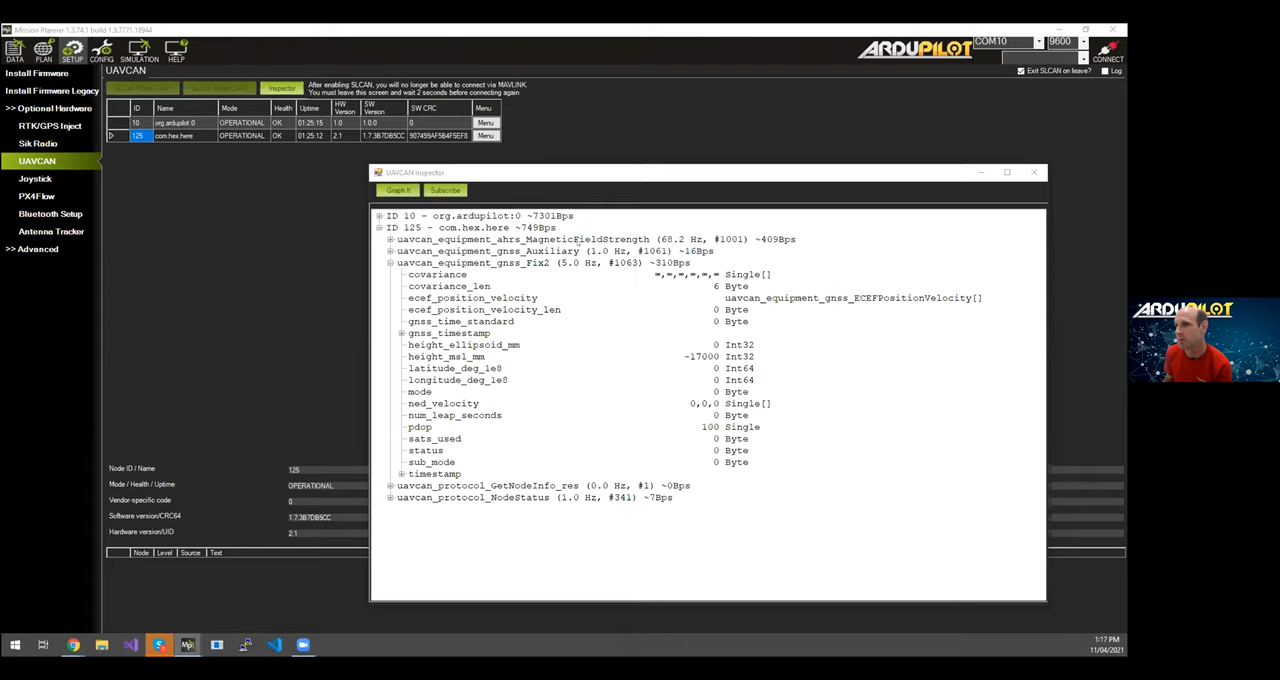 Mission Planner 1.3.74.1 build 1.3.7771.18944
DATA PLAN SETUP CONFIG SIMULATION HELP
ARDUPILOT
COM10 9600
CONNECT
Install Firmware
Install Firmware Legacy
>> Optional Hardware
RTK/GPS Inject
Sik Radio
UAVCAN
Joystick
PX4Flow
Bluetooth Setup
Antenna Tracker
>> Advanced
UAVCAN
Exit SLCAN on leave? Log
Inspector
After enabling SLCAN, you will no longer be able to connect via MAVLINK.
You must leave this screen and wait 2 seconds before connecting again
ID Name Mode Health Uptime HW Version SW Version SW CRC Menu
10 org.ardupilot:0 OPERATIONAL OK 01:25:15 1.0 1.0.0 0 Menu
125 com.hex.here OPERATIONAL OK 01:25:12 2.1 1.7.3B7DB5CC 907499AF5B4F5EF8 Menu
UAVCAN Inspector
Graph It Subscribe
ID 10 - org.ardupilot:0 ~7301Bps
ID 125 - com.hex.here ~749Bps
uavcan_equipment_ahrs_MagneticFieldStrength (68.2 Hz, #1001) ~409Bps
uavcan_equipment_gnss_Auxiliary (1.0 Hz, #1061) ~16Bps
uavcan_equipment_gnss_Fix2 (5.0 Hz, #1063) ~310Bps
covariance ∞,∞,∞,∞,∞,∞ Single[]
covariance_len 6 Byte
ecef_position_velocity uavcan_equipment_gnss_ECEFPositionVelocity[]
ecef_position_velocity_len 0 Byte
gnss_time_standard 0 Byte
gnss_timestamp
height_ellipsoid_mm 0 Int32
height_msl_mm -17000 Int32
latitude_deg_1e8 0 Int64
longitude_deg_1e8 0 Int64
mode 0 Byte
ned_velocity 0,0,0 Single[]
num_leap_seconds 0 Byte
pdop 100 Single
sats_used 0 Byte
status 0 Byte
sub_mode 0 Byte
timestamp
uavcan_protocol_GetNodeInfo_res (0.0 Hz, #1) ~0Bps
uavcan_protocol_NodeStatus (1.0 Hz, #341) ~7Bps
Node ID / Name 125
Mode / Health / Uptime OPERATIONAL
Vendor-specific code 0
Software version/CRC64 1.7.3B7DB5CC
Hardware version/UID 2.1
Node Level Source Text
ARDUPILOT
1:17 PM
11/04/2021